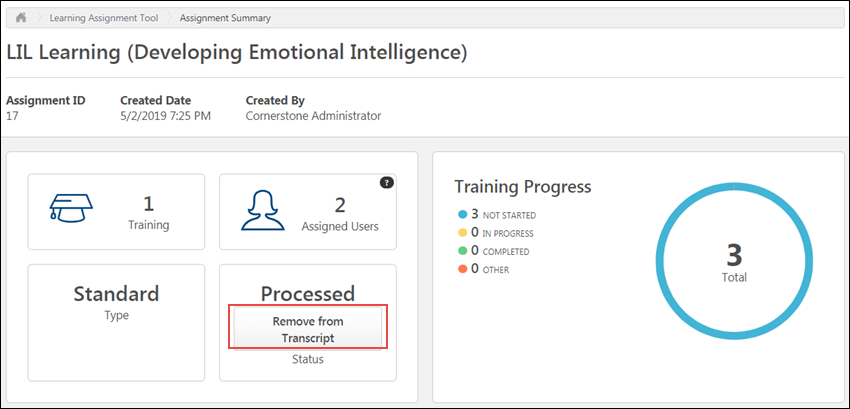 Learning Assignment Tool Assignment Summary
LIL Learning (Developing Emotional Intelligence)
Assignment ID Created Date Created By
17 5/2/2019 7:25 PM Cornerstone Administrator
1
Training
?
2
Assigned Users
Standard
Type
Processed
Remove from
Transcript
Status
Training Progress
3 NOT STARTED
0 IN PROGRESS
0 COMPLETED
0 OTHER
3
Total